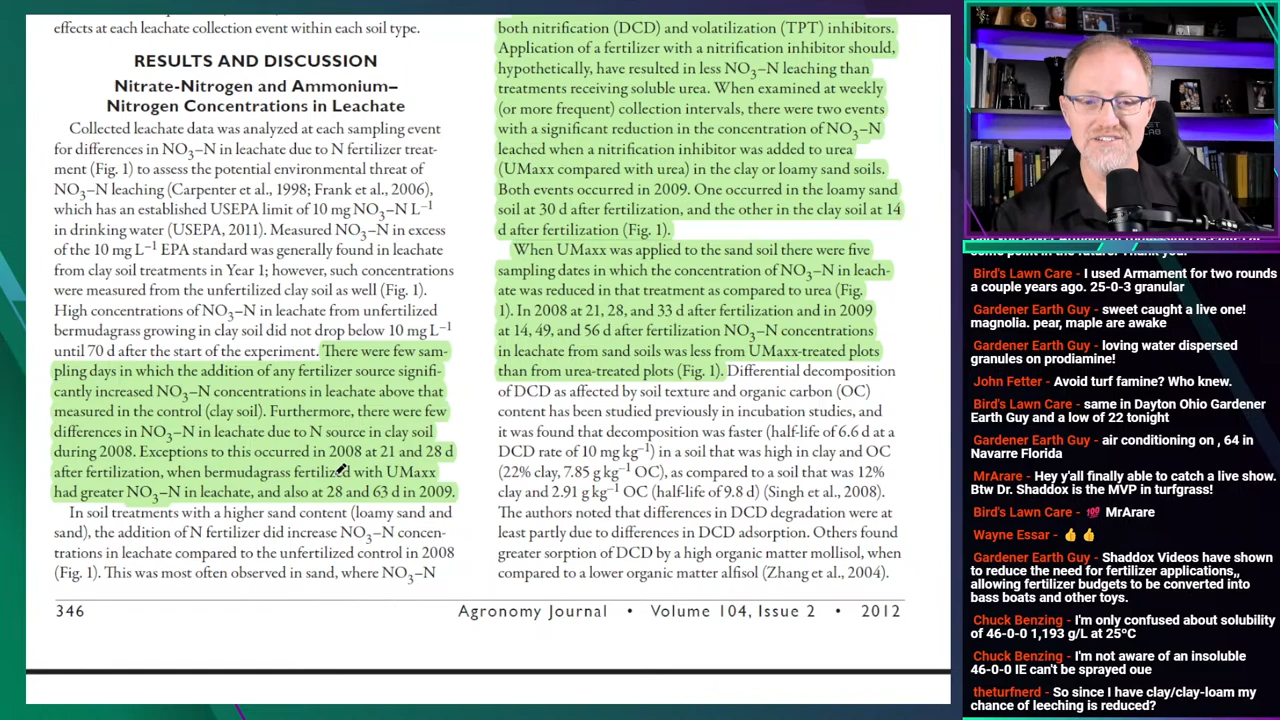 effects at each leachate collection event within each soil type.
RESULTS AND DISCUSSION
Nitrate-Nitrogen and Ammonium–
Nitrogen Concentrations in Leachate
Collected leachate data was analyzed at each sampling event
for differences in NO3–N in leachate due to N fertilizer treat-
ment (Fig. 1) to assess the potential environmental threat of
NO3–N leaching (Carpenter et al., 1998; Frank et al., 2006),
which has an established USEPA limit of 10 mg NO3–N L−1
in drinking water (USEPA, 2011). Measured NO3–N in excess
of the 10 mg L−1 EPA standard was generally found in leachate
from clay soil treatments in Year 1; however, such concentrations
were measured from the unfertilized clay soil as well (Fig. 1).
High concentrations of NO3–N in leachate from unfertilized
bermudagrass growing in clay soil did not drop below 10 mg L−1
until 70 d after the start of the experiment. There were few sam-
pling days in which the addition of any fertilizer source signifi-
cantly increased NO3–N concentrations in leachate above that
measured in the control (clay soil). Furthermore, there were few
differences in NO3–N in leachate due to N source in clay soil
during 2008. Exceptions to this occurred in 2008 at 21 and 28 d
after fertilization, when bermudagrass fertilized with UMaxx
had greater NO3–N in leachate, and also at 28 and 63 d in 2009.
In soil treatments with a higher sand content (loamy sand and
sand), the addition of N fertilizer did increase NO3–N concen-
trations in leachate compared to the unfertilized control in 2008
(Fig. 1). This was most often observed in sand, where NO3–N
both nitrification (DCD) and volatilization (TPT) inhibitors.
Application of a fertilizer with a nitrification inhibitor should,
hypothetically, have resulted in less NO3–N leaching than
treatments receiving soluble urea. When examined at weekly
(or more frequent) collection intervals, there were two events
with a significant reduction in the concentration of NO3–N
leached when a nitrification inhibitor was added to urea
(UMaxx compared with urea) in the clay or loamy sand soils.
Both events occurred in 2009. One occurred in the loamy sand
soil at 30 d after fertilization, and the other in the clay soil at 14
d after fertilization (Fig. 1).
When UMaxx was applied to the sand soil there were five
sampling dates in which the concentration of NO3–N in leach-
ate was reduced in that treatment as compared to urea (Fig.
1). In 2008 at 21, 28, and 33 d after fertilization and in 2009
at 14, 49, and 56 d after fertilization NO3–N concentrations
in leachate from sand soils was less from UMaxx-treated plots
than from urea-treated plots (Fig. 1). Differential decomposition
of DCD as affected by soil texture and organic carbon (OC)
content has been studied previously in incubation studies, and
it was found that decomposition was faster (half-life of 6.6 d at a
DCD rate of 10 mg kg−1) in a soil that was high in clay and OC
(22% clay, 7.85 g kg−1 OC), as compared to a soil that was 12%
clay and 2.91 g kg−1 OC (half-life of 9.8 d) (Singh et al., 2008).
The authors noted that differences in DCD degradation were at
least partly due to differences in DCD adsorption. Others found
greater sorption of DCD by a high organic matter mollisol, when
compared to a lower organic matter alfisol (Zhang et al., 2004).
346
Agronomy Journal • Volume 104, Issue 2 • 2012
some point in the future. Thank you!
Bird's Lawn Care - I used Armament for two rounds
a couple years ago. 25-0-3 granular
Gardener Earth Guy - sweet caught a live one!
magnolia. pear, maple are awake
Gardener Earth Guy - loving water dispersed
granules on prodiamine!
John Fetter - Avoid turf famine? Who knew.
Bird's Lawn Care - same in Dayton Ohio Gardener
Earth Guy and a low of 22 tonight
Gardener Earth Guy - air conditioning on , 64 in
Navarre Florida
MrArare - Hey y'all finally able to catch a live show.
Btw Dr. Shaddox is the MVP in turfgrass!
Bird's Lawn Care - 💯 MrArare
Wayne Essar - 👍 👍
Gardener Earth Guy - Shaddox Videos have shown
to reduce the need for fertilizer applications,,
allowing fertilizer budgets to be converted into
bass boats and other toys.
Chuck Benzing - I'm only confused about solubility
of 46-0-0 1,193 g/L at 25ºC
Chuck Benzing - I'm not aware of an insoluble
46-0-0 IE can't be sprayed oue
theturfnerd - So since I have clay/clay-loam my
chance of leeching is reduced?